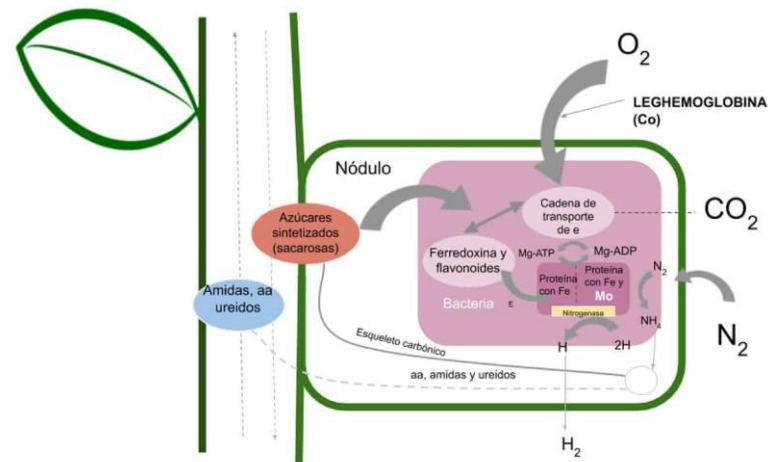 O2
LEGHEMOGLOBINA
(Co)
Nódulo
Cadena de
transporte
de e
CO2
Azúcares
sintetizados
(sacarosas)
Ferredoxina y
flavonoides
Mg-ATP
Mg-ADP
Proteína
con Fe
Proteína
con Fe y
Mo
N2
Bacteria
E
Nitrogenasa
NH4
N2
Amidas, aa
ureidos
H
2H
Esqueleto carbónico
aa, amidas y ureidos
H2